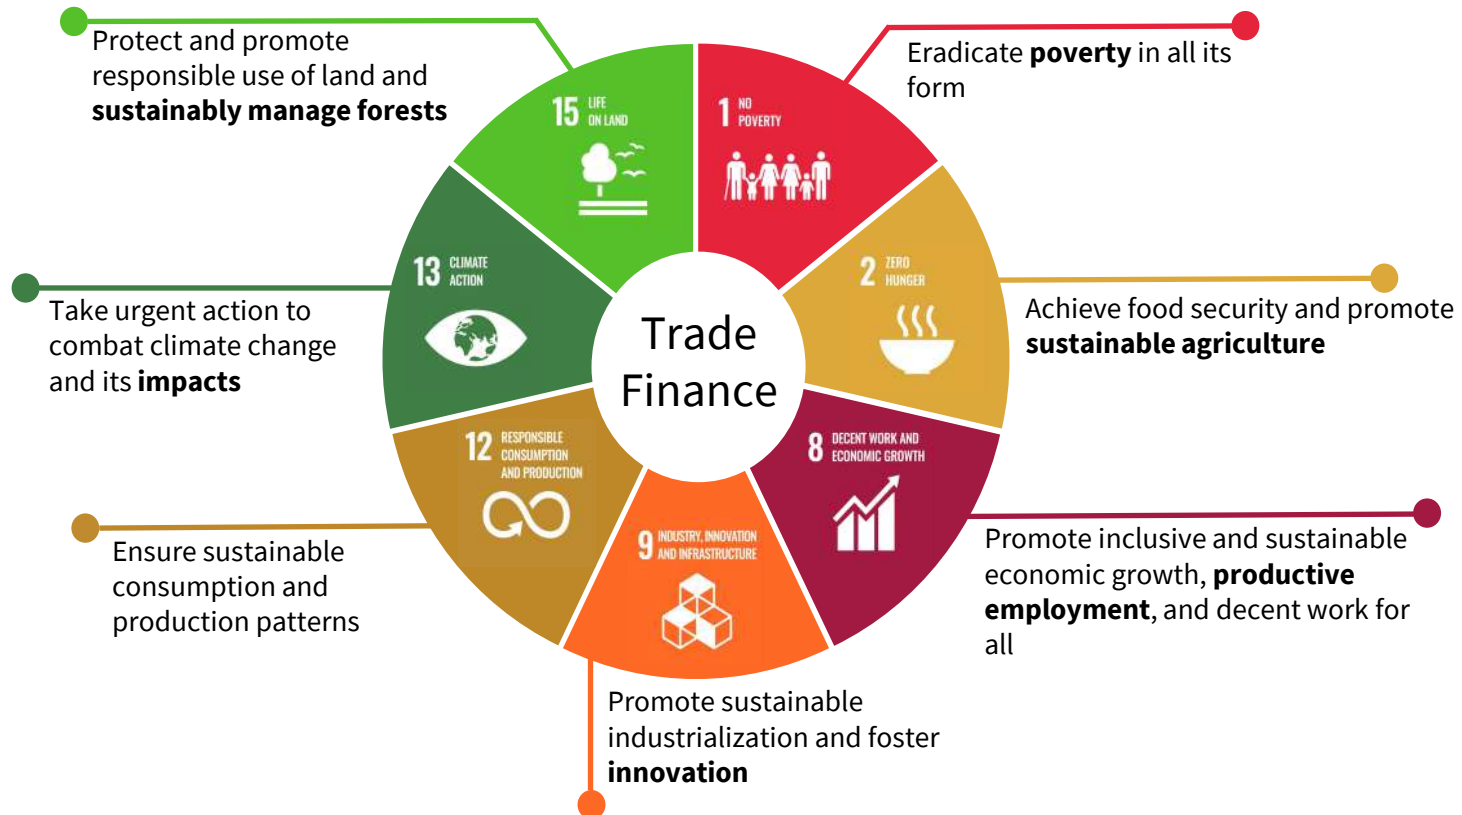 Protect and promote
responsible use of land and
sustainably manage forests
Eradicate poverty in all its
form
15 LIFE
ON LAND
1 NO
POVERTY
13 CLIMATE
ACTION
2 ZERO
HUNGER
Take urgent action to
combat climate change
and its impacts
Trade
Finance
Achieve food security and promote
sustainable agriculture
12 RESPONSIBLE
CONSUMPTION
AND PRODUCTION
8 DECENT WORK AND
ECONOMIC GROWTH
9 INDUSTRY, INNOVATION
AND INFRASTRUCTURE
Ensure sustainable
consumption and
production patterns
Promote inclusive and sustainable
economic growth, productive
employment, and decent work for
all
Promote sustainable
industrialization and foster
innovation